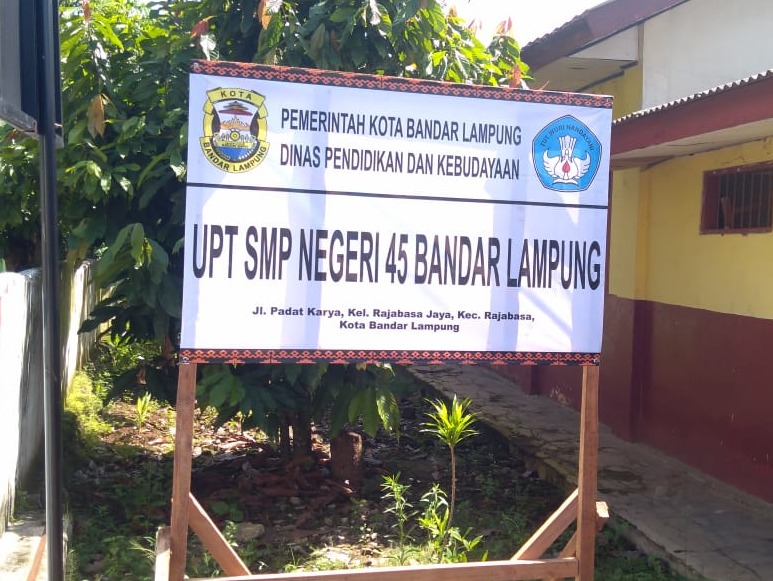 KOTA
BANDAR LAMPUNG
PEMERINTAH KOTA BANDAR LAMPUNG
DINAS PENDIDIKAN DAN KEBUDAYAAN
TUT WURI HANDAYANI
UPT SMP NEGERI 45 BANDAR LAMPUNG
Jl. Padat Karya, Kel. Rajabasa Jaya, Kec. Rajabasa,
Kota Bandar Lampung